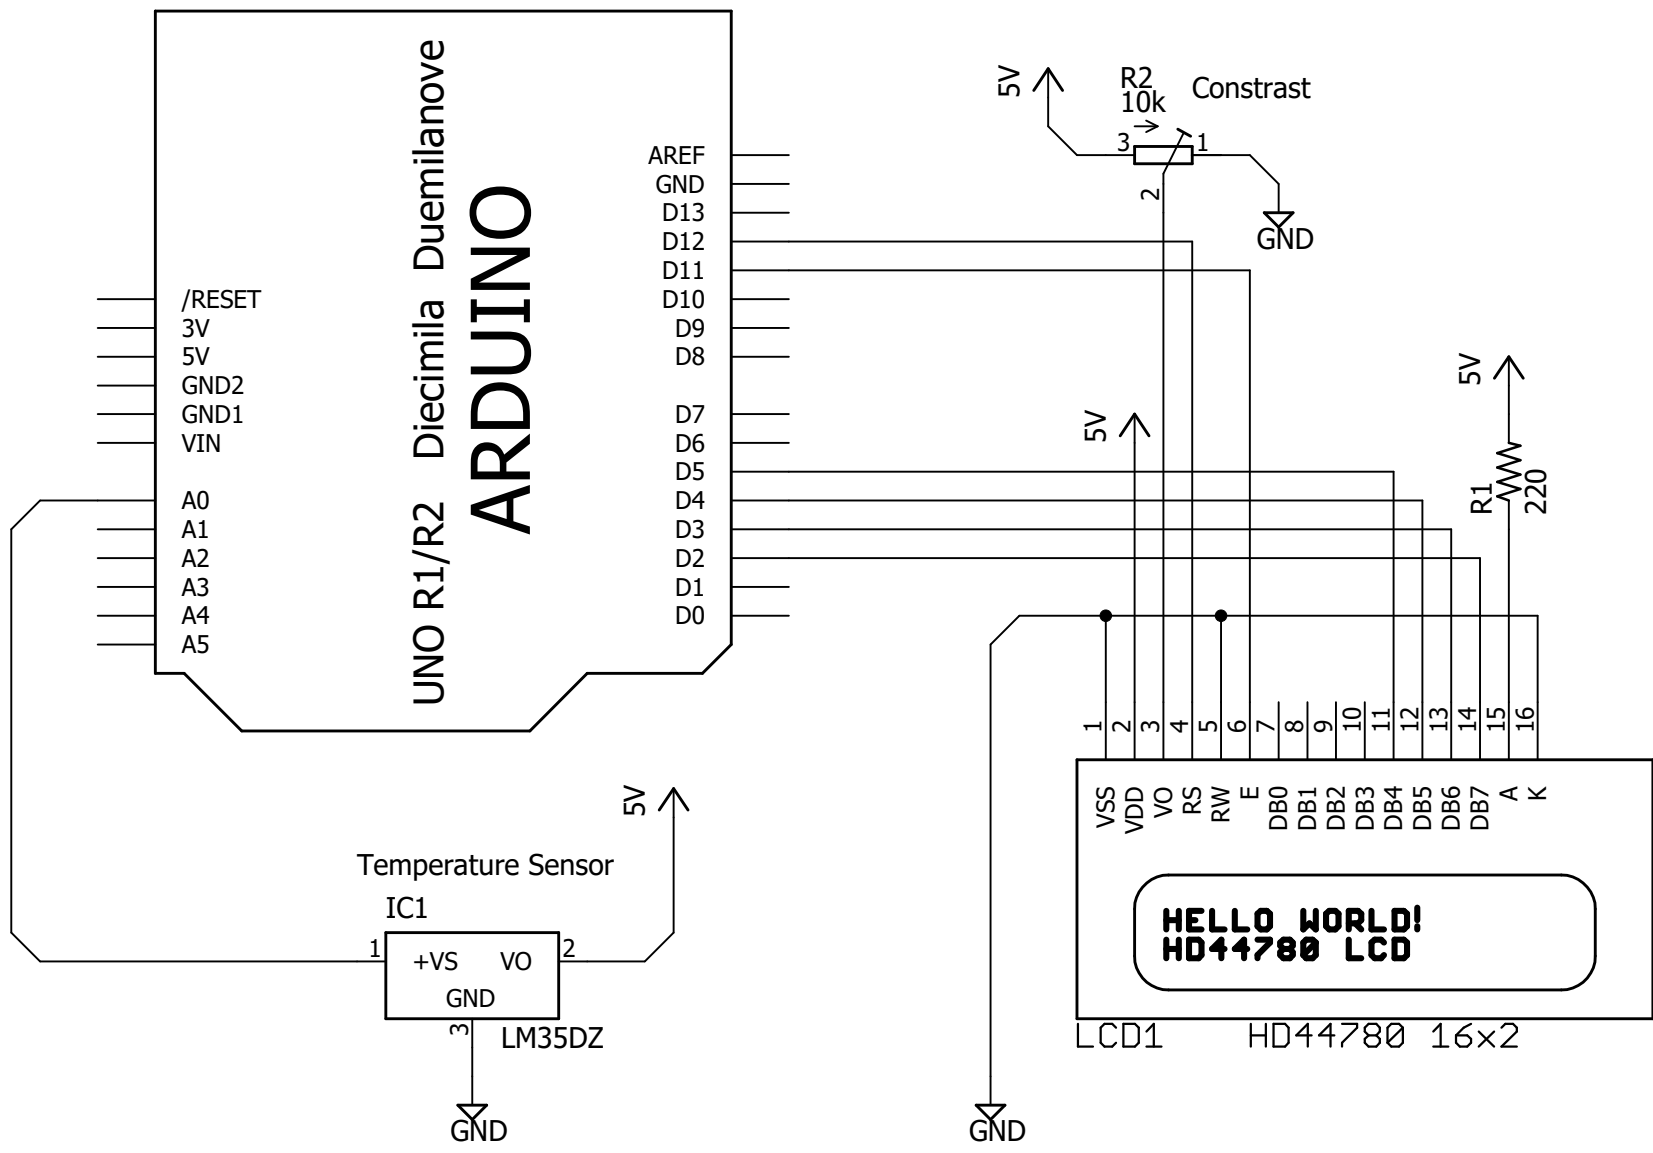 UNO R1/R2 Diecimila Duemilanove
ARDUINO
/RESET
3V
5V
GND2
GND1
VIN
A0
A1
A2
A3
A4
A5
AREF
GND
D13
D12
D11
D10
D9
D8
D7
D6
D5
D4
D3
D2
D1
D0
5V
R2
10k
Constrast
3
1
2
GND
5V
5V
R1
220
1 2 3 4 5 6 7 8 9 10 11 12 13 14 15 16
VSS VDD VO RS RW E DB0 DB1 DB2 DB3 DB4 DB5 DB6 DB7 A K
HELLO WORLD!
HD44780 LCD
LCD1 HD44780 16x2
GND
5V
Temperature Sensor
IC1
1
+VS VO
2
GND
3
LM35DZ
GND